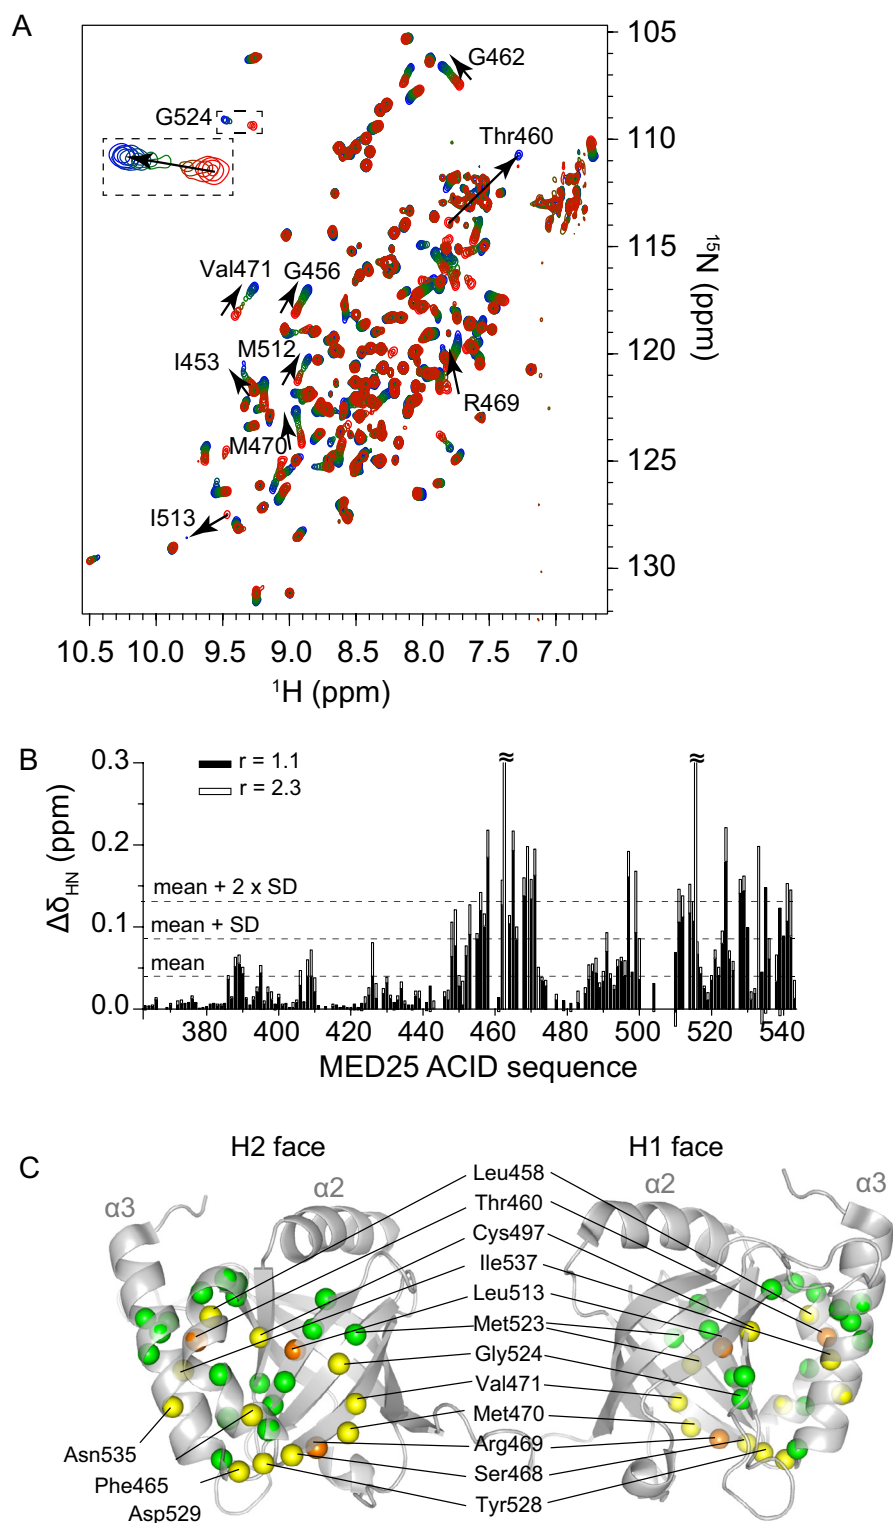 A
105
G462
G524
110
Thr460
115
Val471
G456
¹⁵N (ppm)
I453
M512
120
R469
M470
125
I513
130
10.5 10.0 9.5 9.0 8.5 8.0 7.5 7.0
¹H (ppm)
B
0.3
r = 1.1
r = 2.3
≈
≈
0.2
ΔδHN (ppm)
mean + 2 x SD
0.1
mean + SD
mean
0.0
380 400 420 440 460 480 500 520 540
MED25 ACID sequence
C
H2 face
H1 face
α3
α2
α2
α3
Leu458
Thr460
Cys497
Ile537
Leu513
Met523
Gly524
Val471
Met470
Arg469
Ser468
Tyr528
Asn535
Phe465
Asp529